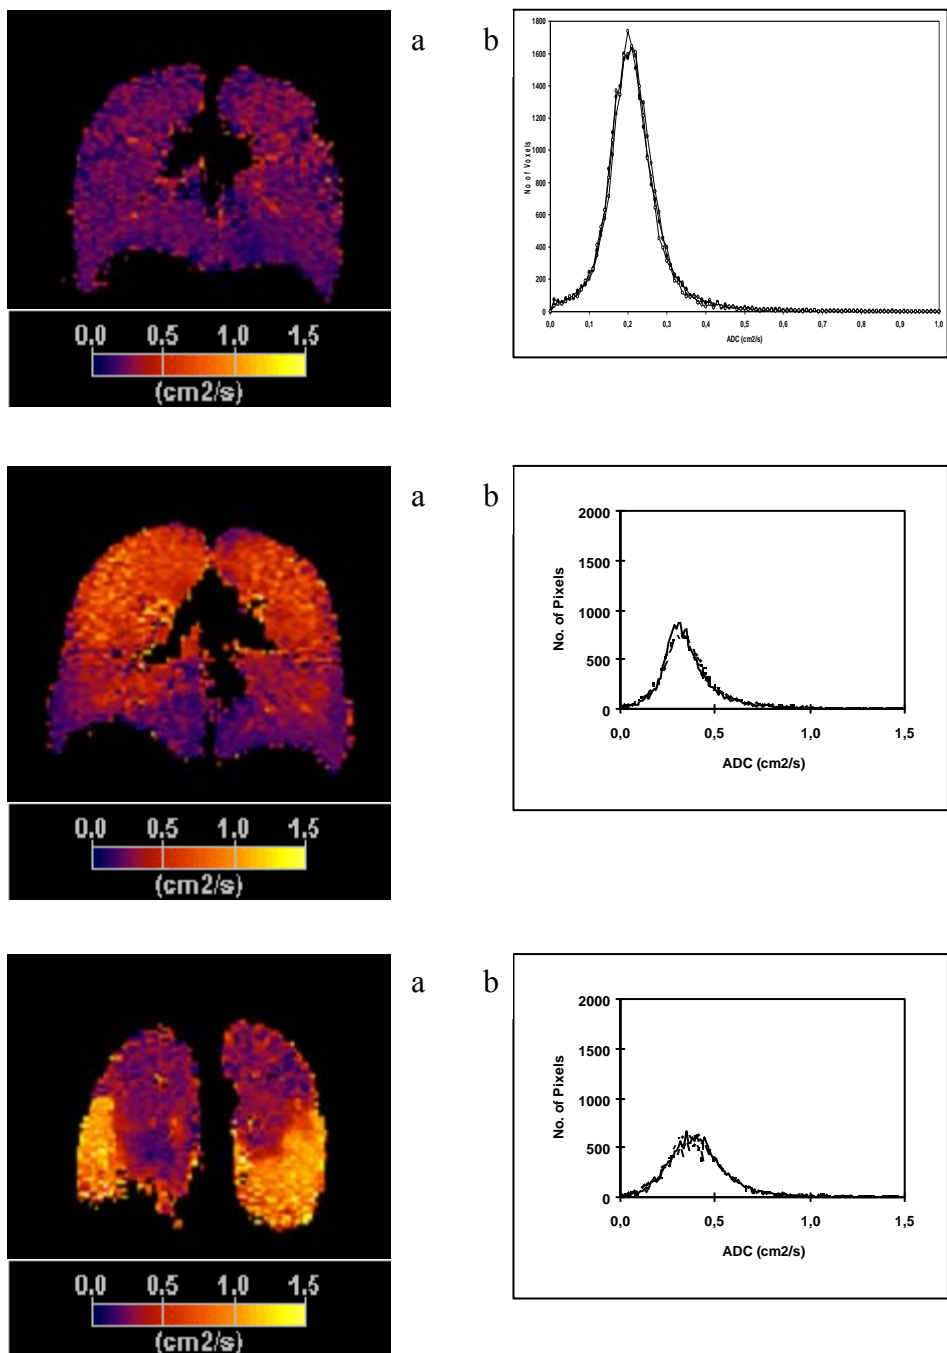 a b
1800
1600
1400
1200
1000
800
600
400
200
0
No of Voxels
0,0 0,1 0,2 0,3 0,4 0,5 0,6 0,7 0,8 0,9 1,0
ADC (cm2/s)
0.0 0.5 1.0 1.5
(cm2/s)
a b
2000
1500
1000
500
0
No. of Pixels
0,0 0,5 1,0 1,5
ADC (cm2/s)
0.0 0.5 1.0 1.5
(cm2/s)
a b
2000
1500
1000
500
0
No. of Pixels
0,0 0,5 1,0 1,5
ADC (cm2/s)
0.0 0.5 1.0 1.5
(cm2/s)